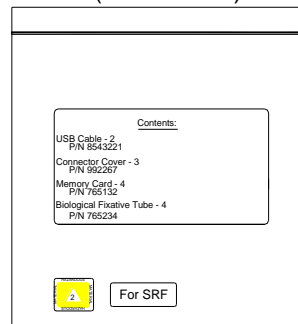 Contents:
USB Cable - 2
P/N 8543221
Connector Cover - 3
P/N 992267
Memory Card - 4
P/N 765132
Biological Fixative Tube - 4
P/N 765234
2
For SRF